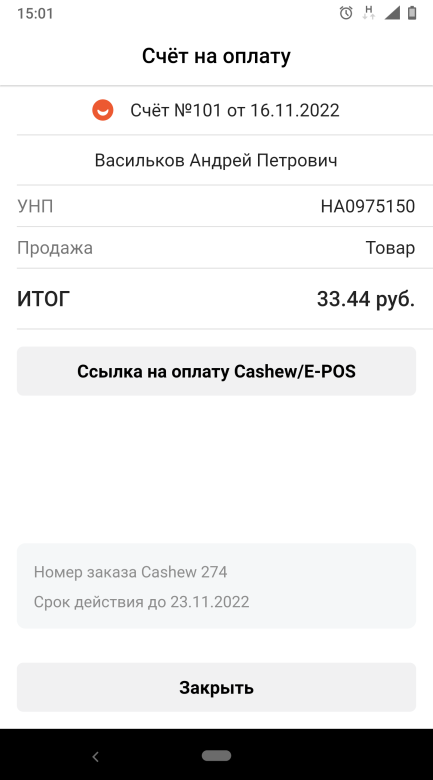 15:01
H
Счёт на оплату
Счёт №101 от 16.11.2022
Васильков Андрей Петрович
УНП НА0975150
Продажа Товар
ИТОГ 33.44 руб.
Ссылка на оплату Cashew/E-POS
Номер заказа Cashew 274
Срок действия до 23.11.2022
Закрыть